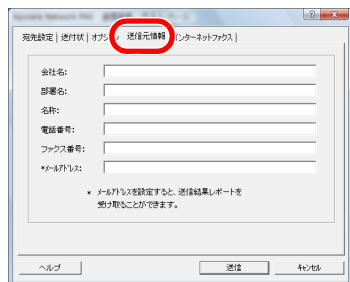 Kyocera Network FAX
宛先設定 送付状 送信元情報 インターネットファクス
会社名:
部署名:
名称:
電話番号:
ファクス番号:
*メールアドレス:
* メールアドレスを設定すると、送信結果レポートを
受け取ることができます。
ヘルプ 送信 キャンセル